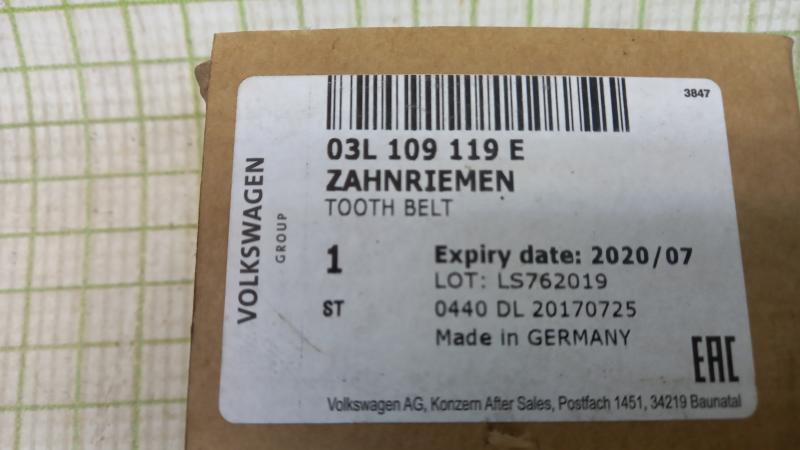 3847
03L 109 119 E
ZAHNRIEMEN
TOOTH BELT
VOLKSWAGEN
GROUP
1
ST
Expiry date: 2020/07
LOT: LS762019
0440 DL 20170725
Made in GERMANY
EAC
Volkswagen AG, Konzern After Sales, Postfach 1451, 34219 Baunatal